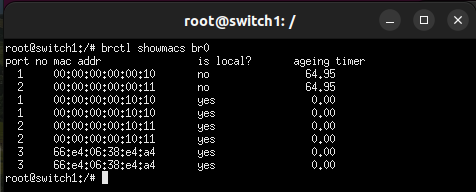 root@switch1: /
root@switch1:/# brctl showmacs br0
port no mac addr is local? ageing timer
1 00:00:00:00:00:10 no 64.95
2 00:00:00:00:00:11 no 64.95
1 00:00:00:00:10:10 yes 0.00
1 00:00:00:00:10:10 yes 0.00
2 00:00:00:00:10:11 yes 0.00
2 00:00:00:00:10:11 yes 0.00
3 66:e4:06:38:e4:a4 yes 0.00
3 66:e4:06:38:e4:a4 yes 0.00
root@switch1:/#